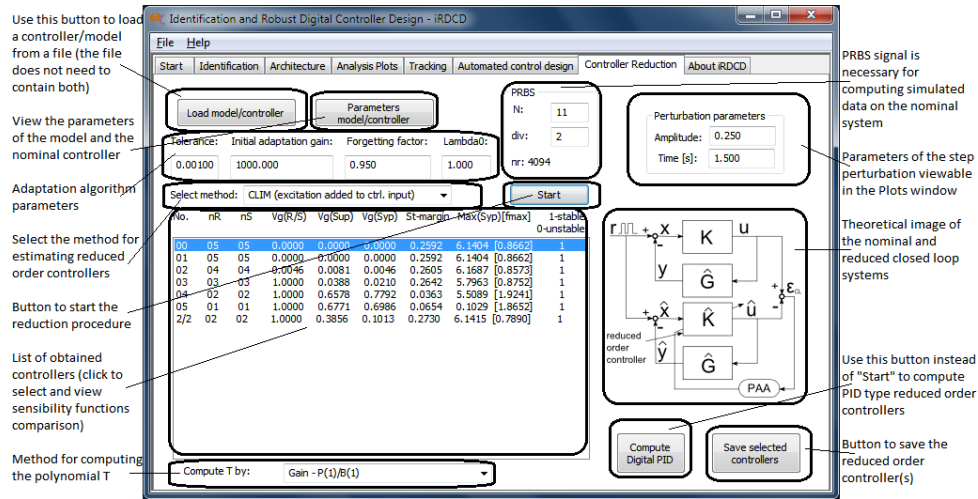 Use this button to load
a controller/model
from a file (the file
does not need to
contain both)
View the parameters
of the model and the
nominal controller
Adaptation algorithm
parameters
Select the method for
estimating reduced
order controllers
Button to start the
reduction procedure
List of obtained
controllers (click to
select and view
sensibility functions
comparison)
Method for computing
the polynomial T
Identification and Robust Digital Controller Design - iRDCD
File Help
Start Identification Architecture Analysis Plots Tracking Automated control design Controller Reduction About iRDCD
Load model/controller
Parameters
model/controller
PRBS
N: 11
div: 2
nr: 4094
Perturbation parameters
Amplitude: 0.250
Time [s]: 1.500
Tolerance: Initial adaptation gain: Forgetting factor: Lambda0:
0.00100 1000.000 0.950 1.000
Select method: CLIM (excitation added to ctrl. input)
Start
No. nR nS Vg(R/S) Vg(Sup) Vg(Syp) St-margin Max(Syp)[fmax] 1-stable
0-unstable
00 05 05 0.0000 0.0000 0.0000 0.2592 6.1404 [0.8662] 1
01 05 05 0.0000 0.0000 0.0000 0.2592 6.1404 [0.8662] 1
02 04 04 0.0046 0.0081 0.0046 0.2605 6.1687 [0.8573] 1
03 03 03 1.0000 0.0388 0.0210 0.2642 5.7963 [0.8752] 1
04 02 02 1.0000 0.6578 0.7792 0.0363 5.5089 [1.9241] 1
05 01 01 1.0000 0.6771 0.6986 0.0654 0.1029 [1.8652] 1
2/2 02 02 1.0000 0.3856 0.1013 0.2730 6.1415 [0.7890] 1
r + x K u
-
y Ĝ
+ ε_CL
-
+ x̂ K̂ û
-
reduced
order
controller
ŷ Ĝ
PAA
Compute
Digital PID
Save selected
controllers
Compute T by: Gain - P(1)/B(1)
PRBS signal is
necessary for
computing simulated
data on the nominal
system
Parameters of the step
perturbation viewable
in the Plots window
Theoretical image of
the nominal and
reduced closed loop
systems
Use this button instead
of "Start" to compute
PID type reduced order
controllers
Button to save the
reduced order
controller(s)